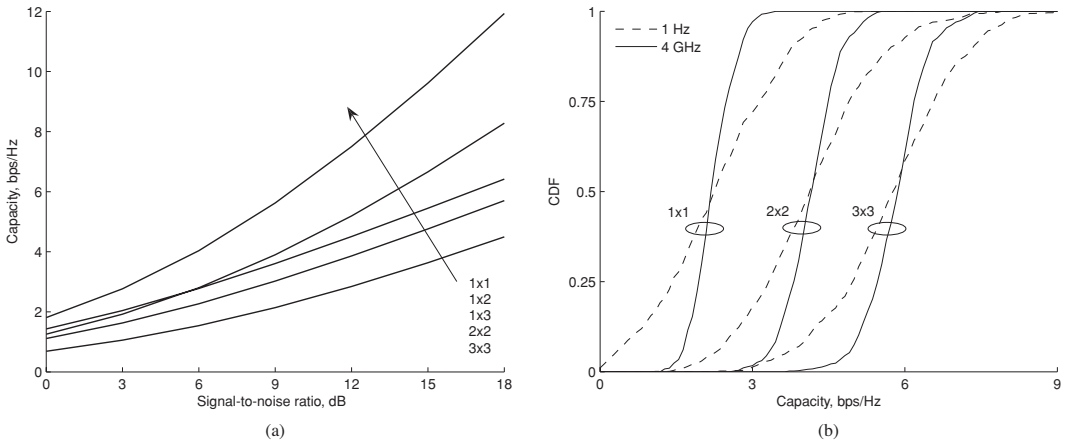 12
10
8
6
4
2
0
Capacity, bps/Hz
0 3 6 9 12 15 18
Signal-to-noise ratio, dB
1x1
1x2
1x3
2x2
3x3
(a)
1
0.75
0.5
0.25
0
CDF
1 Hz
4 GHz
1x1 2x2 3x3
0 3 6 9
Capacity, bps/Hz
(b)